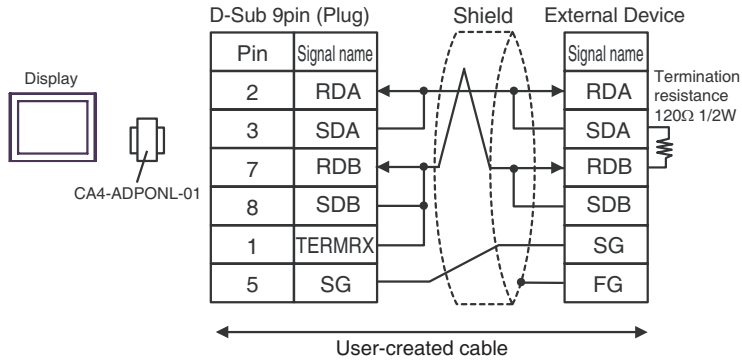 D-Sub 9pin (Plug) Shield External Device
Pin Signal name Signal name
Display
2 RDA RDA
Termination
resistance
120Ω 1/2W
3 SDA SDA
7 RDB RDB
CA4-ADPONL-01
8 SDB SDB
1 TERMRX SG
5 SG FG
User-created cable